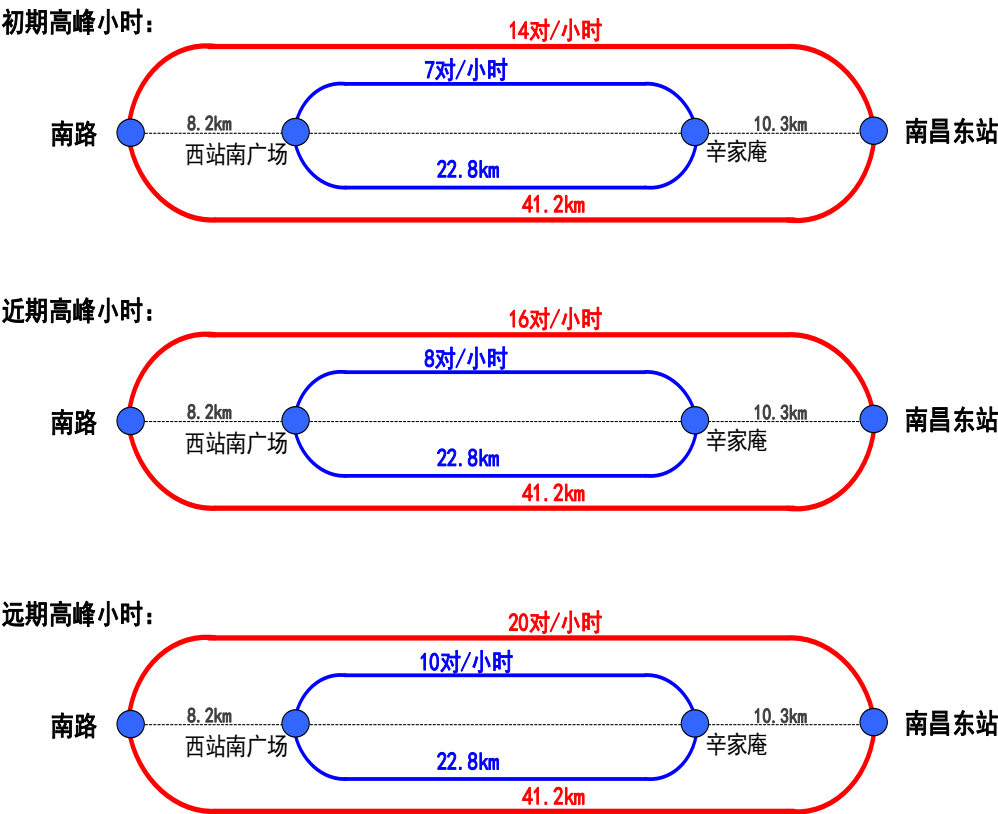 初期高峰小时：
14对/小时
7对/小时
8.2km
10.3km
南路
南昌东站
西站南广场
辛家庵
22.8km
41.2km
近期高峰小时：
16对/小时
8对/小时
8.2km
10.3km
南路
南昌东站
西站南广场
辛家庵
22.8km
41.2km
远期高峰小时：
20对/小时
10对/小时
8.2km
10.3km
南路
南昌东站
西站南广场
辛家庵
22.8km
41.2km